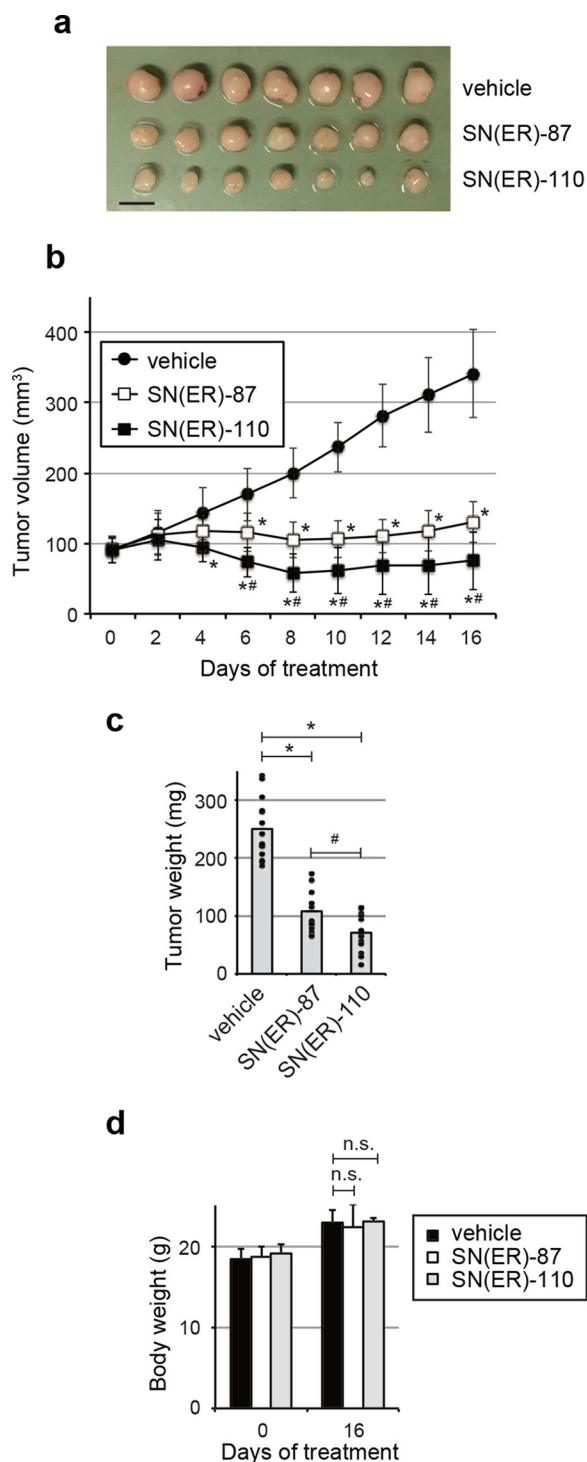 a
vehicle
SN(ER)-87
SN(ER)-110
b
Tumor volume (mm³)
400
300
200
100
0
vehicle
SN(ER)-87
SN(ER)-110
* * * * * *
* *# *# *# *# *# *#
0 2 4 6 8 10 12 14 16
Days of treatment
c
Tumor weight (mg)
*
*
#
300
200
100
0
vehicle
SN(ER)-87
SN(ER)-110
d
Body weight (g)
n.s.
n.s.
20
10
0
vehicle
SN(ER)-87
SN(ER)-110
0 16
Days of treatment